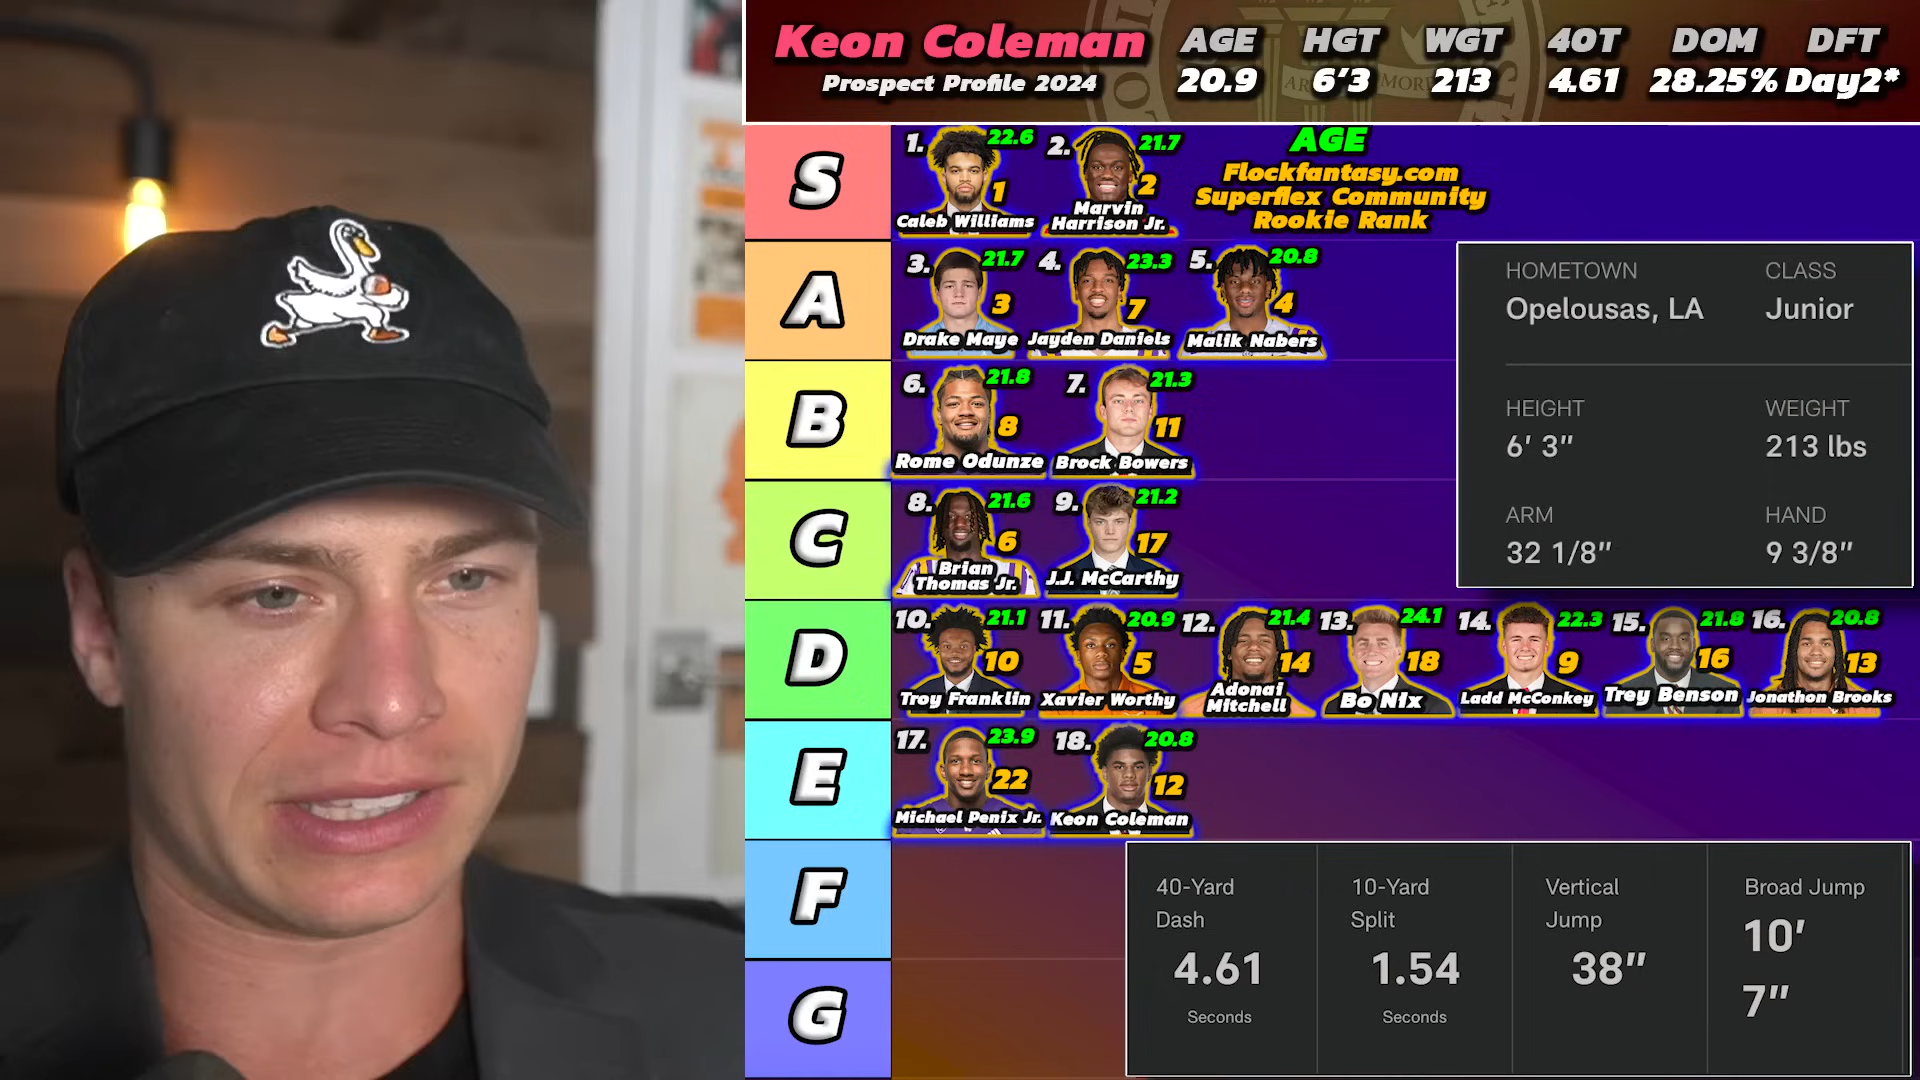 Keon Coleman
Prospect Profile 2024
AGE HGT WGT 40T DOM DFT
20.9 6'3 213 4.61 28.25% Day2*
S
1. 22.6 1
Caleb Williams
2. 21.7 2
Marvin
Harrison Jr.
AGE
Flockfantasy.com
Superflex Community
Rookie Rank
A
3. 21.7 3
Drake Maye
4. 23.3 7
Jayden Daniels
5. 20.8 4
Malik Nabers
HOMETOWN CLASS
Opelousas, LA Junior
HEIGHT WEIGHT
6' 3" 213 lbs
ARM HAND
32 1/8" 9 3/8"
B
6. 21.8 8
Rome Odunze
7. 21.3 11
Brock Bowers
C
8. 21.6 6
Brian
Thomas Jr.
9. 21.2 17
J.J. McCarthy
D
10. 21.1 10
Troy Franklin
11. 20.9 5
Xavier Worthy
12. 21.4 14
Adonai
Mitchell
13. 24.1 18
Bo Nix
14. 22.3 9
Ladd McConkey
15. 21.8 16
Trey Benson
16. 20.8 13
Jonathon Brooks
E
17. 23.9 22
Michael Penix Jr.
18. 20.8 12
Keon Coleman
F
G
40-Yard
Dash
4.61
Seconds
10-Yard
Split
1.54
Seconds
Vertical
Jump
38"
Broad Jump
10'
7"